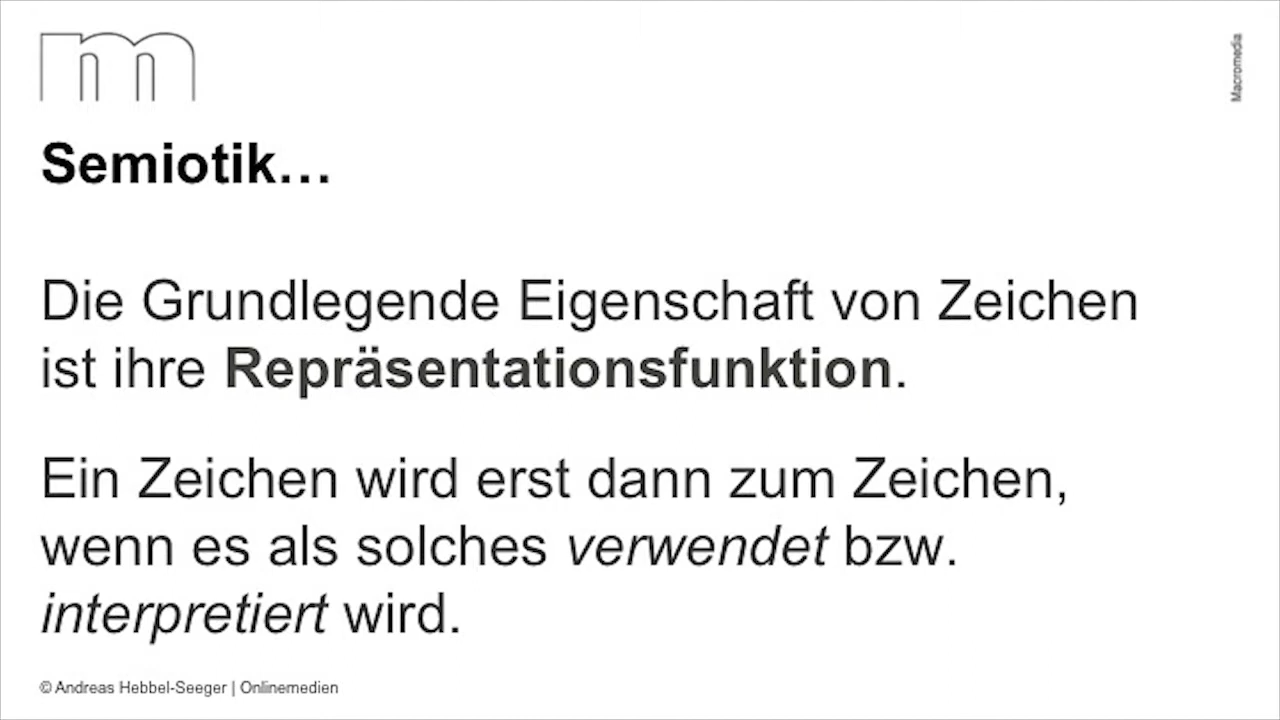 m
Macromedia
Semiotik…
Die Grundlegende Eigenschaft von Zeichen
ist ihre Repräsentationsfunktion.
Ein Zeichen wird erst dann zum Zeichen,
wenn es als solches verwendet bzw.
interpretiert wird.
© Andreas Hebbel-Seeger | Onlinemedien